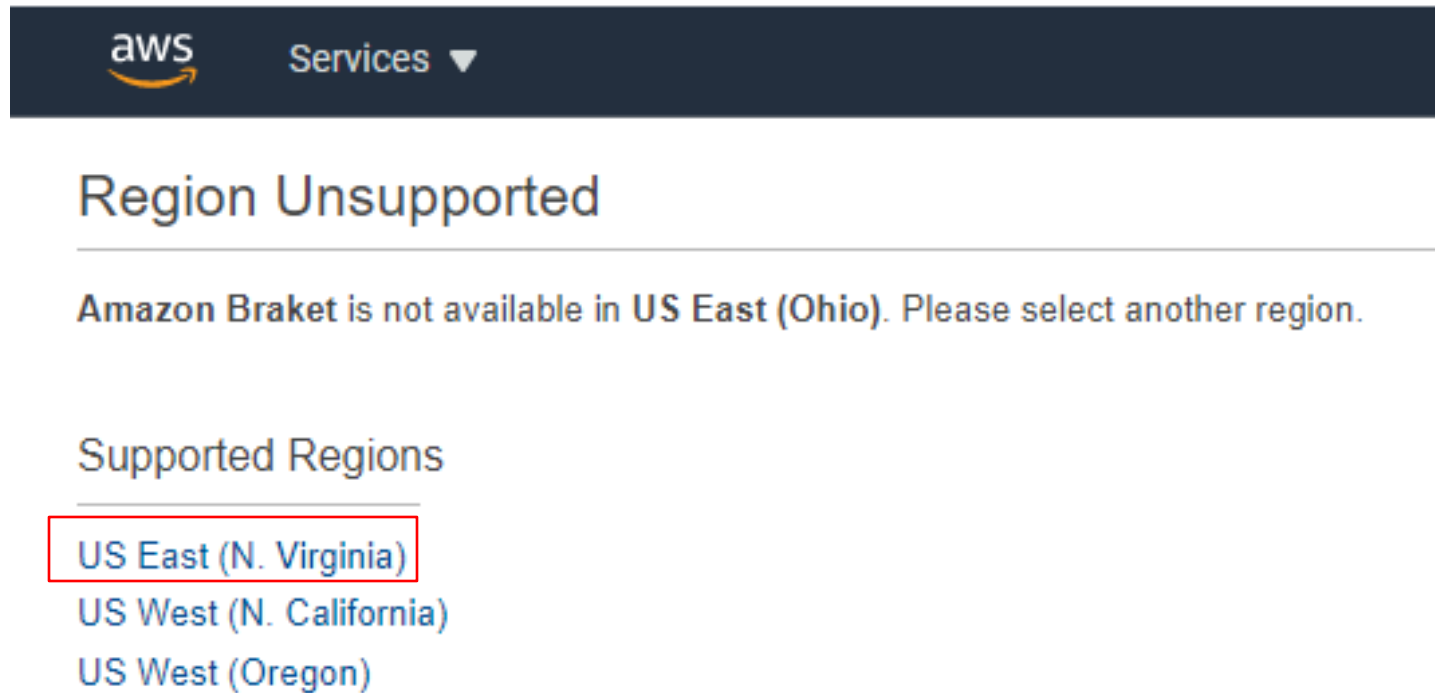 aws Services ▼
Region Unsupported
Amazon Braket is not available in US East (Ohio). Please select another region.
Supported Regions
US East (N. Virginia)
US West (N. California)
US West (Oregon)